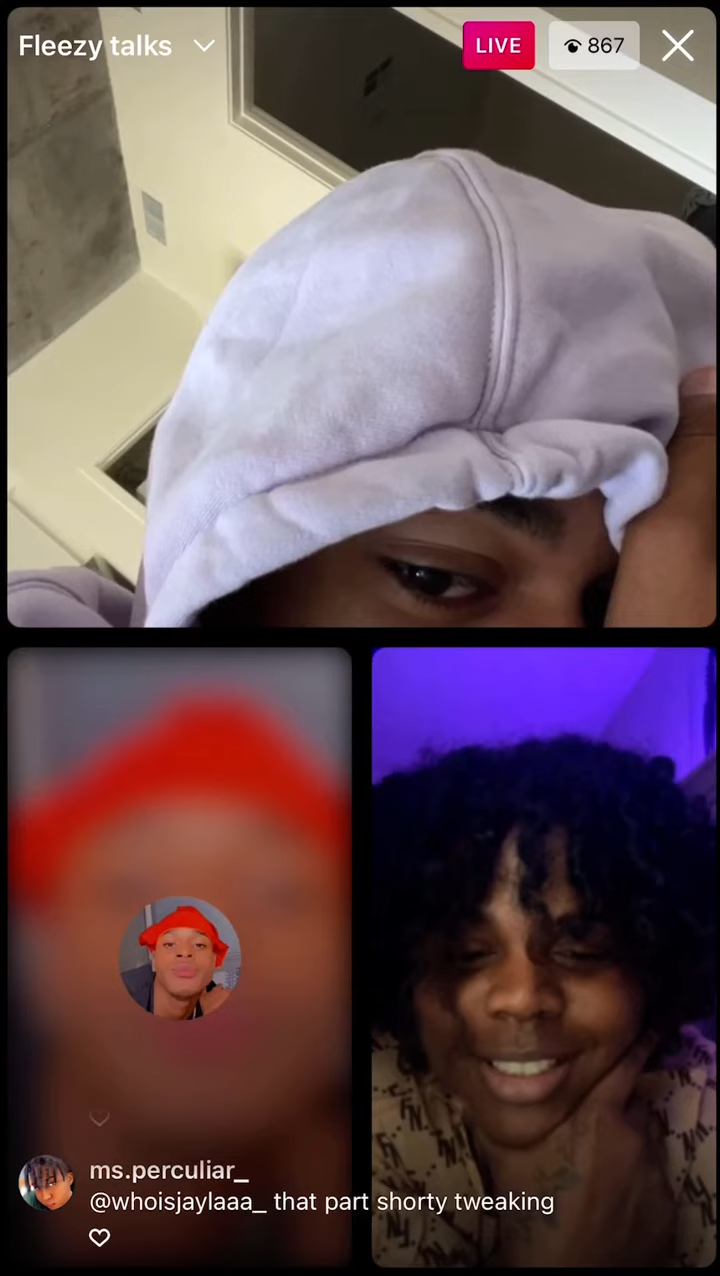 Fleezy talks
LIVE
867
ms.perculiar_
@whoisjaylaaa_ that part shorty tweaking